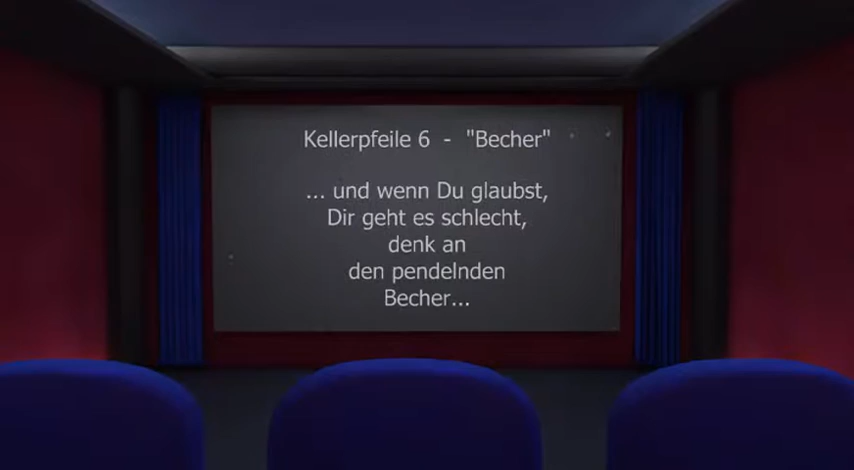 Kellerpfeile 6 - "Becher"
... und wenn Du glaubst,
Dir geht es schlecht,
denk an
den pendelnden
Becher...